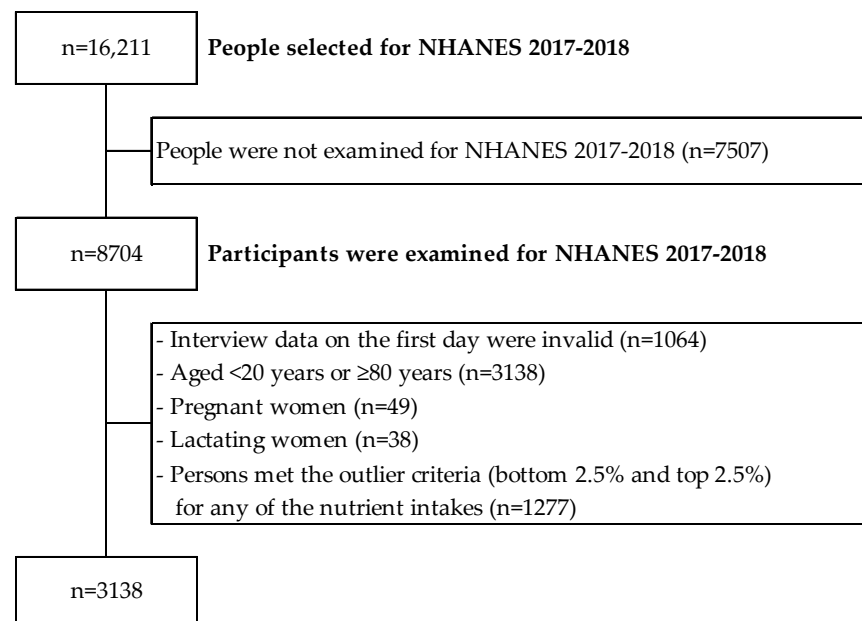 n=16,211
People selected for NHANES 2017-2018
People were not examined for NHANES 2017-2018 (n=7507)
n=8704
Participants were examined for NHANES 2017-2018
- Interview data on the first day were invalid (n=1064)
- Aged <20 years or ≥80 years (n=3138)
- Pregnant women (n=49)
- Lactating women (n=38)
- Persons met the outlier criteria (bottom 2.5% and top 2.5%)
for any of the nutrient intakes (n=1277)
n=3138